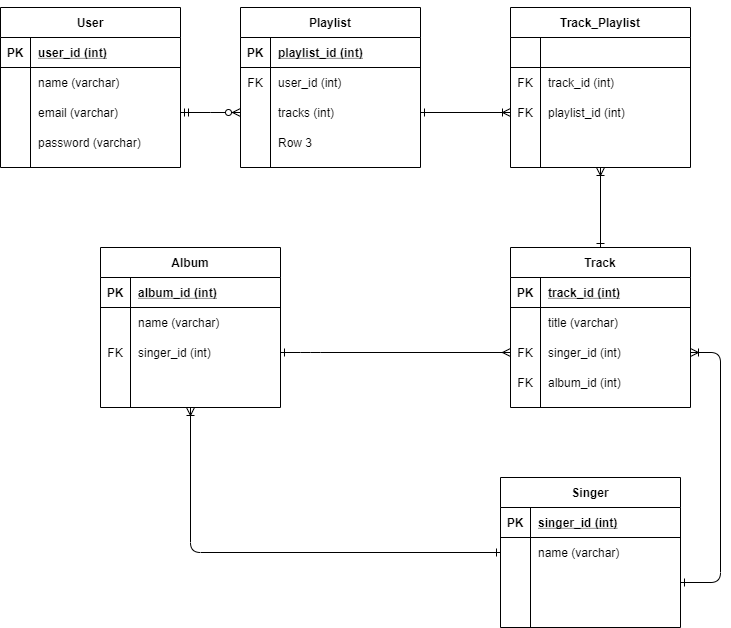 User
PK user_id (int)
name (varchar)
email (varchar)
password (varchar)
Playlist
PK playlist_id (int)
FK user_id (int)
tracks (int)
Row 3
Track_Playlist
FK track_id (int)
FK playlist_id (int)
Album
PK album_id (int)
name (varchar)
FK singer_id (int)
Track
PK track_id (int)
title (varchar)
FK singer_id (int)
FK album_id (int)
Singer
PK singer_id (int)
name (varchar)